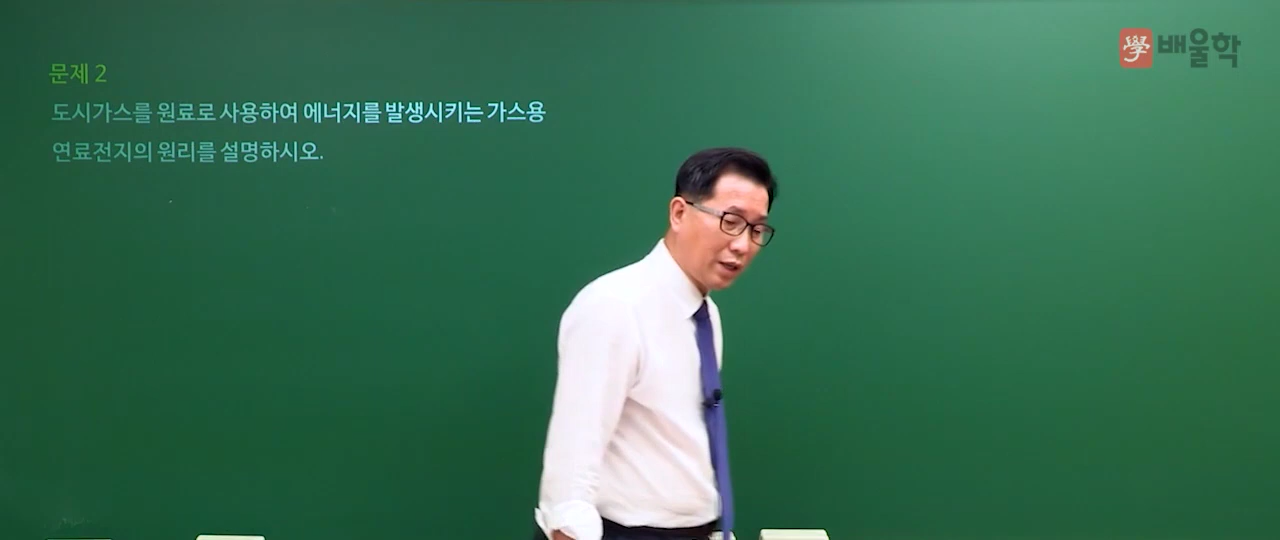 學 배울학
문제 2
도시가스를 원료로 사용하여 에너지를 발생시키는 가스용
연료전지의 원리를 설명하시오.